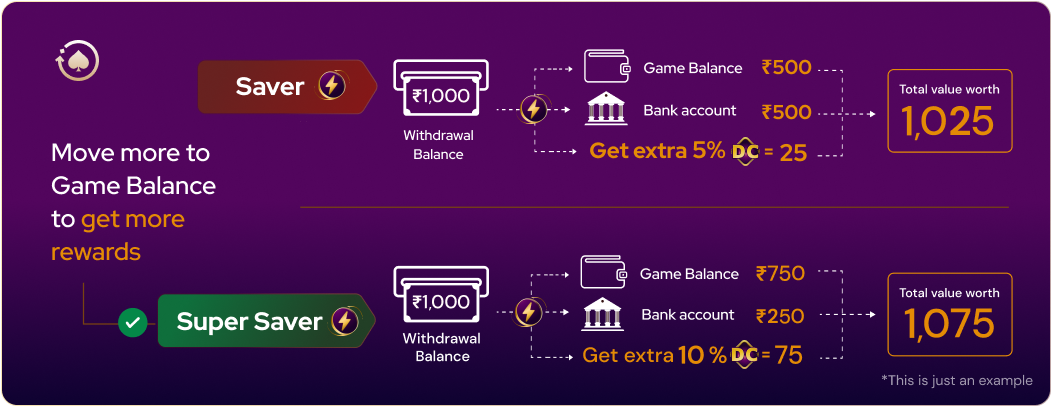 Move more to
Game Balance
to get more
rewards
Saver
₹1,000
Withdrawal
Balance
Game Balance ₹500
Bank account ₹500
Get extra 5% DC = 25
Total value worth
1,025
Super Saver
₹1,000
Withdrawal
Balance
Game Balance ₹750
Bank account ₹250
Get extra 10 % DC = 75
Total value worth
1,075
*This is just an example